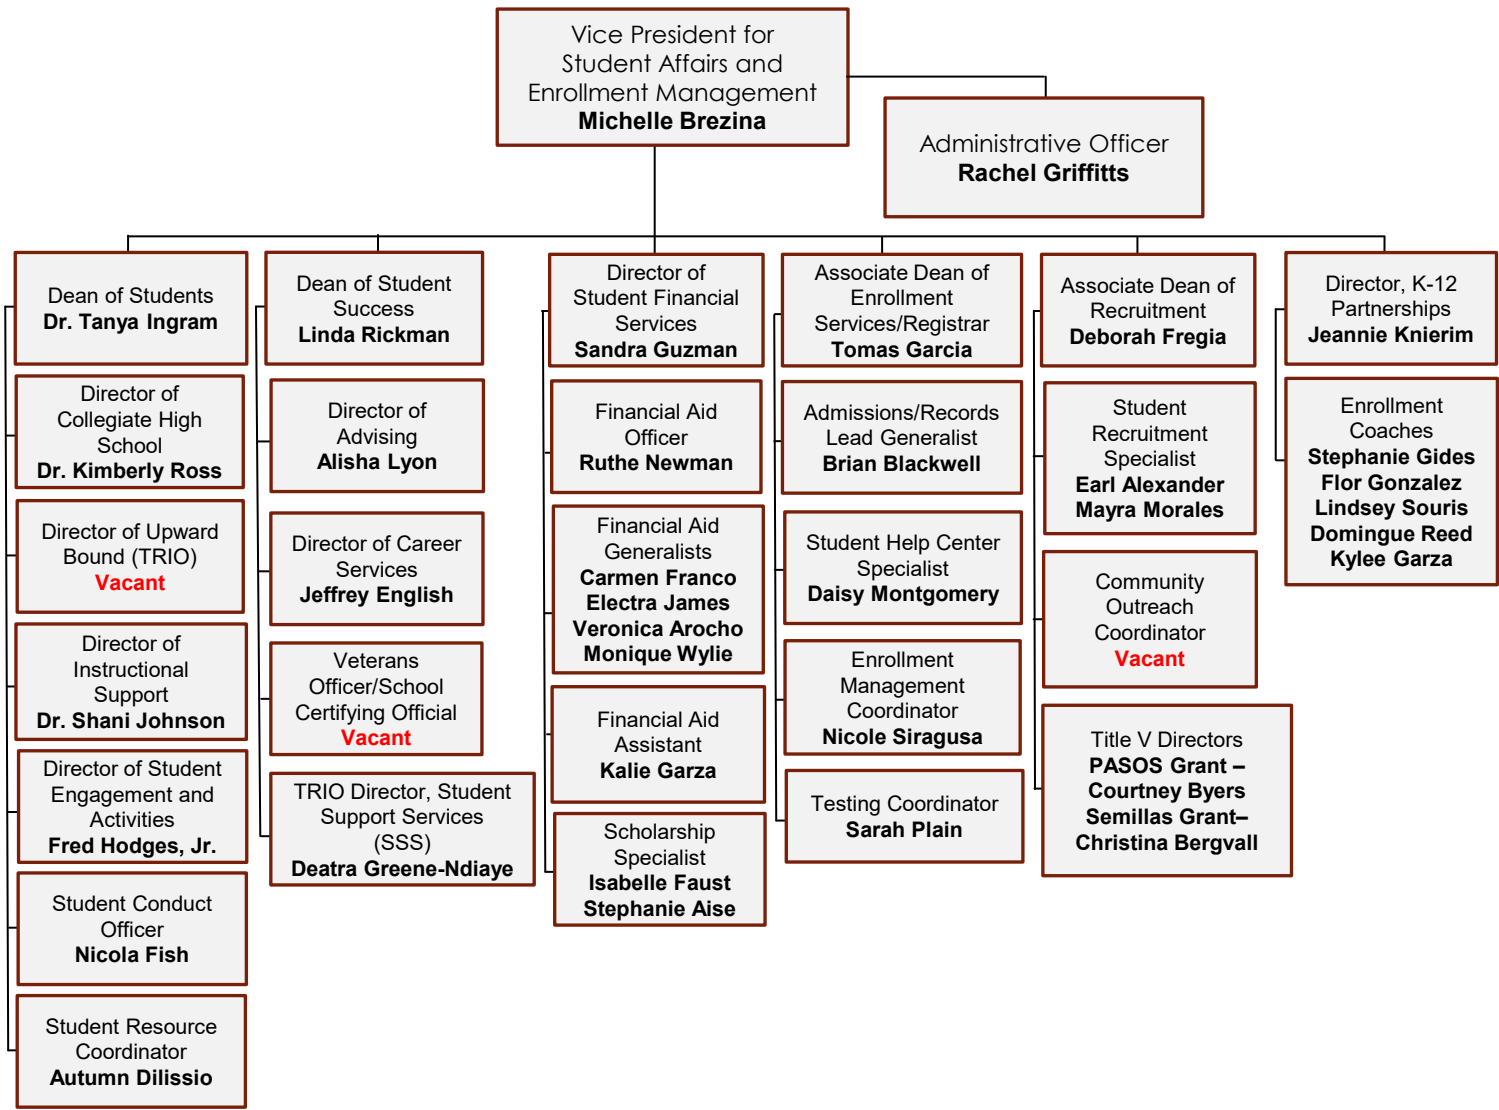 Vice President for
Student Affairs and
Enrollment Management
Michelle Brezina
Administrative Officer
Rachel Griffitts
Dean of Students
Dr. Tanya Ingram
Director of
Collegiate High
School
Dr. Kimberly Ross
Director of Upward
Bound (TRIO)
Vacant
Director of
Instructional
Support
Dr. Shani Johnson
Director of Student
Engagement and
Activities
Fred Hodges, Jr.
Student Conduct
Officer
Nicola Fish
Student Resource
Coordinator
Autumn Dilissio
Dean of Student
Success
Linda Rickman
Director of
Advising
Alisha Lyon
Director of Career
Services
Jeffrey English
Veterans
Officer/School
Certifying Official
Vacant
TRIO Director, Student
Support Services
(SSS)
Deatra Greene-Ndiaye
Director of
Student Financial
Services
Sandra Guzman
Financial Aid
Officer
Ruthe Newman
Financial Aid
Generalists
Carmen Franco
Electra James
Veronica Arocho
Monique Wylie
Financial Aid
Assistant
Kalie Garza
Scholarship
Specialist
Isabelle Faust
Stephanie Aise
Associate Dean of
Enrollment
Services/Registrar
Tomas Garcia
Admissions/Records
Lead Generalist
Brian Blackwell
Student Help Center
Specialist
Daisy Montgomery
Enrollment
Management
Coordinator
Nicole Siragusa
Testing Coordinator
Sarah Plain
Associate Dean of
Recruitment
Deborah Fregia
Student
Recruitment
Specialist
Earl Alexander
Mayra Morales
Community
Outreach
Coordinator
Vacant
Title V Directors
PASOS Grant –
Courtney Byers
Semillas Grant–
Christina Bergvall
Director, K-12
Partnerships
Jeannie Knierim
Enrollment
Coaches
Stephanie Gides
Flor Gonzalez
Lindsey Souris
Domingue Reed
Kylee Garza